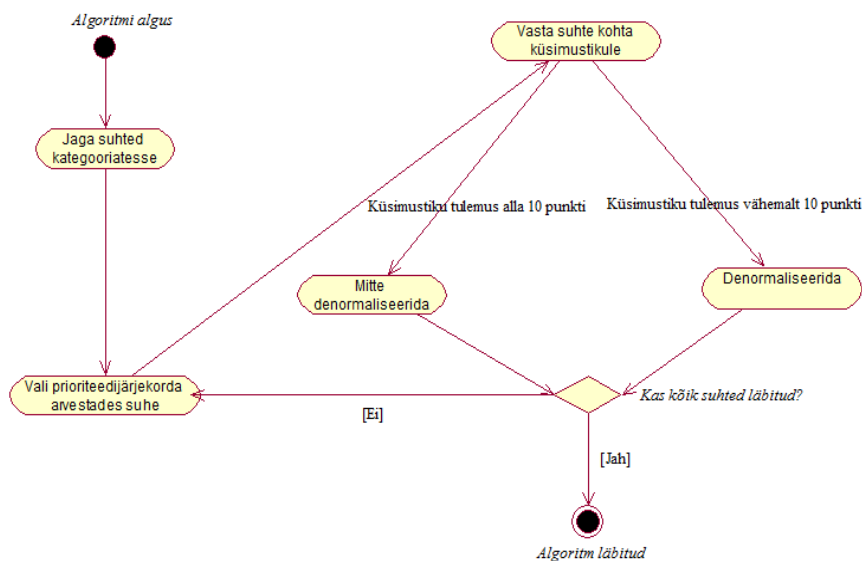 Algoritmi algus
Vasta suhte kohta
küsimustikule
Jaga suhted
kategooriatesse
Küsimustiku tulemus alla 10 punkti
Küsimustiku tulemus vähemalt 10 punkti
Mitte
denormaliseerida
Denormaliseerida
Vali prioriteedijärjekorda
arvestades suhe
Kas kõik suhted läbitud?
[Ei]
[Jah]
Algoritm läbitud